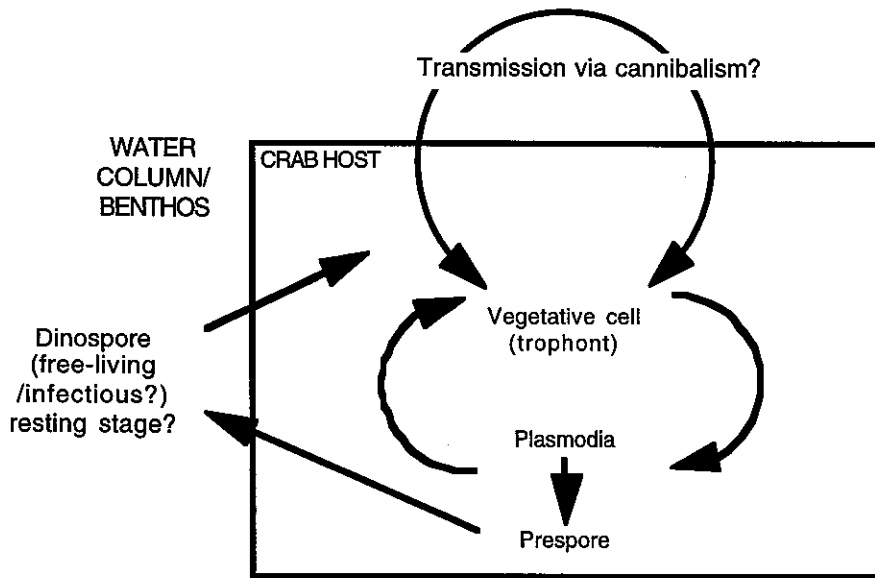 Transmission via cannibalism?
WATER
COLUMN/
BENTHOS
CRAB HOST
Vegetative cell
(trophont)
Dinospore
(free-living
/infectious?)
resting stage?
Plasmodia
Prespore